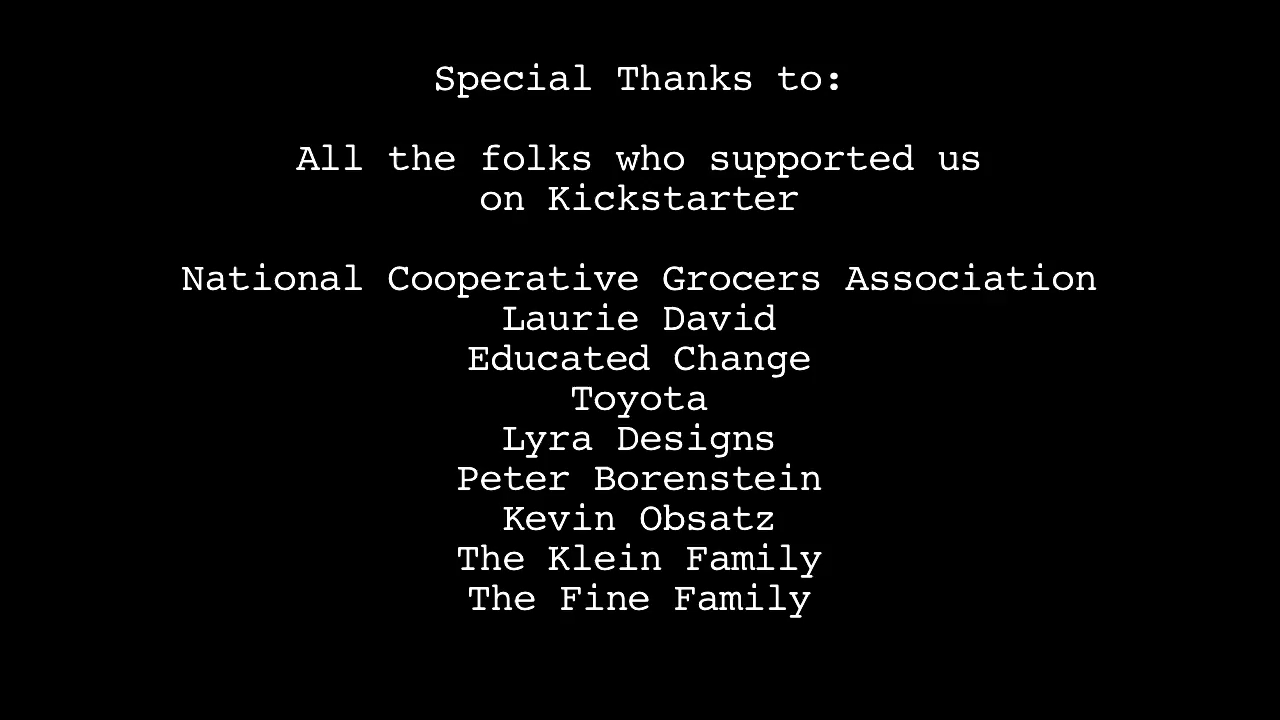 Special Thanks to:
All the folks who supported us
on Kickstarter
National Cooperative Grocers Association
Laurie David
Educated Change
Toyota
Lyra Designs
Peter Borenstein
Kevin Obsatz
The Klein Family
The Fine Family